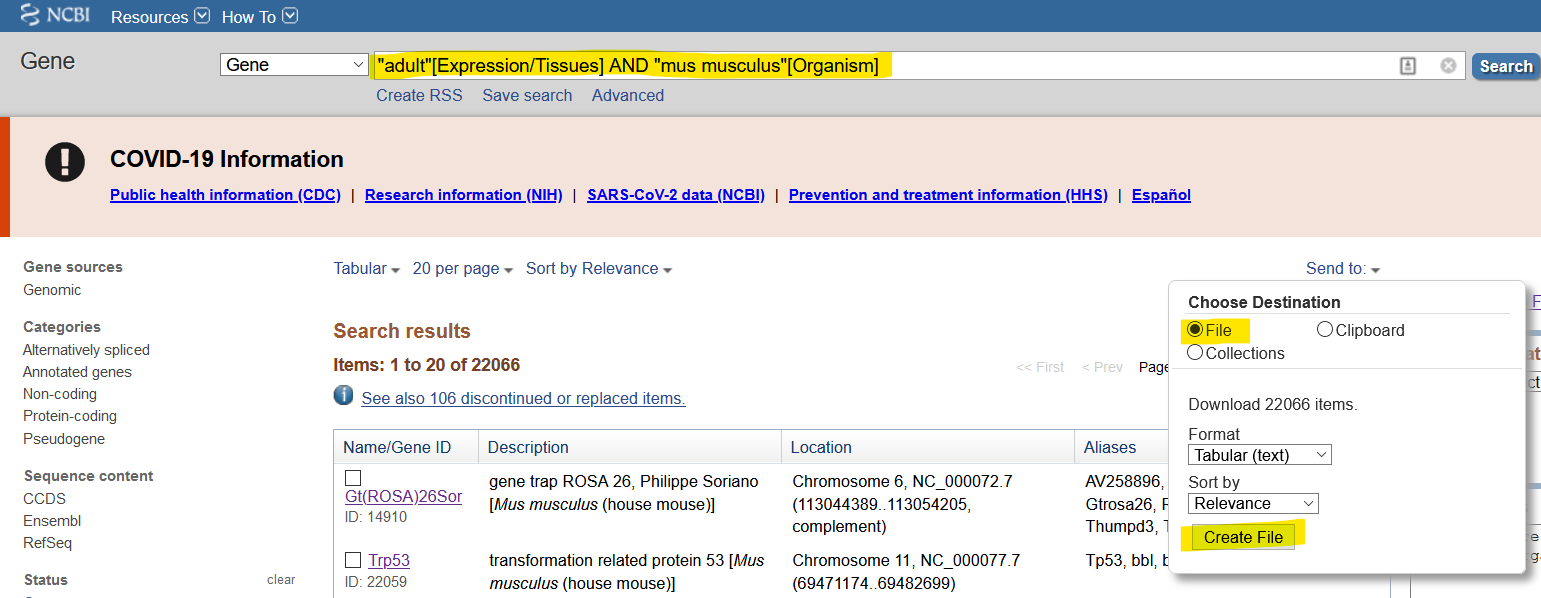 NCBI Resources How To
Gene
Gene
"adult"[Expression/Tissues] AND "mus musculus"[Organism]
Search
Create RSS Save search Advanced
COVID-19 Information
Public health information (CDC) | Research information (NIH) | SARS-CoV-2 data (NCBI) | Prevention and treatment information (HHS) | Español
Gene sources
Genomic
Categories
Alternatively spliced
Annotated genes
Non-coding
Protein-coding
Pseudogene
Sequence content
CCDS
Ensembl
RefSeq
Status clear
Tabular 20 per page Sort by Relevance
Send to:
Search results
Items: 1 to 20 of 22066
<< First < Prev Page
See also 106 discontinued or replaced items.
Name/Gene ID Description Location Aliases
Gt(ROSA)26Sor
ID: 14910
gene trap ROSA 26, Philippe Soriano
[Mus musculus (house mouse)]
Chromosome 6, NC_000072.7
(113044389..113054205,
complement)
AV258896,
Gtrosa26,
Thumpd3,
Trp53
ID: 22059
transformation related protein 53 [Mus
musculus (house mouse)]
Chromosome 11, NC_000077.7
(69471174..69482699)
Tp53, bbl,
Choose Destination
File Clipboard
Collections
Download 22066 items.
Format
Tabular (text)
Sort by
Relevance
Create File